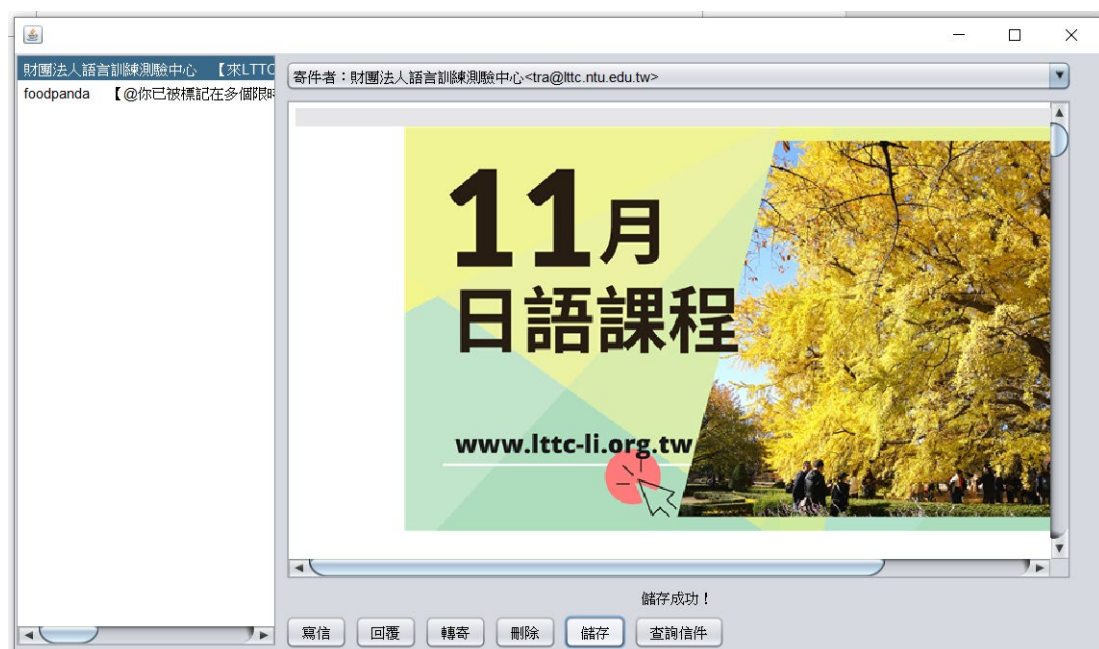 財團法人語言訓練測驗中心 【來LTTC
foodpanda 【@你已被標記在多個限時
寄件者：財團法人語言訓練測驗中心<tra@lttc.ntu.edu.tw>
11月
日語課程
www.lttc-li.org.tw
儲存成功！
寫信 回覆 轉寄 刪除 儲存 查詢信件